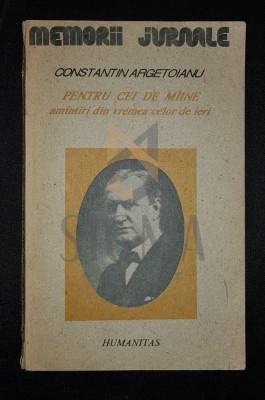 MEMORII JURNALE
CONSTANTIN ARGETOIANU
PENTRU CEI DE MÎINE
amintiri din vremea celor de ieri
HUMANITAS